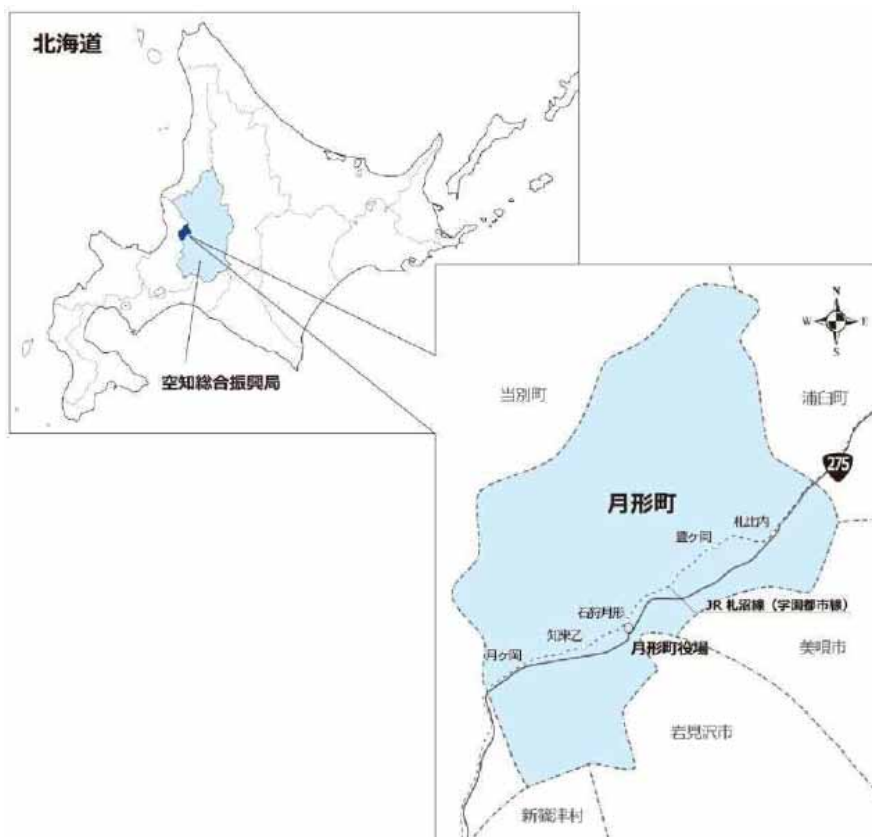 北海道
空知総合振興局
N
W
E
S
当別町
浦臼町
275
月形町
札比内
豊ヶ岡
JR 札沼線（学園都市線）
石狩月形
知来乙
月形町役場
月ヶ岡
美唄市
岩見沢市
新篠津村